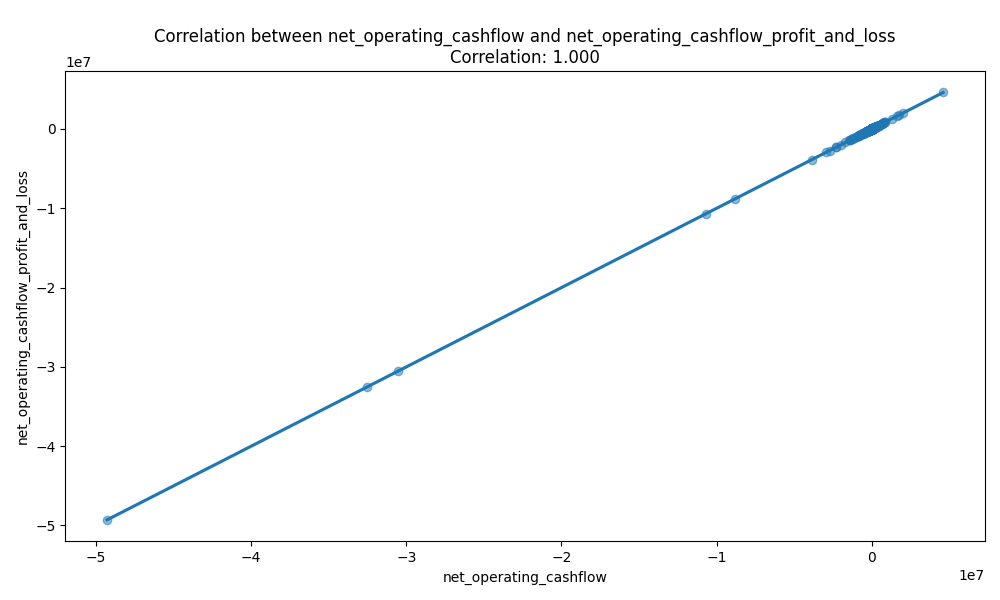 Correlation between net_operating_cashflow and net_operating_cashflow_profit_and_loss
Correlation: 1.000
1e7
net_operating_cashflow_profit_and_loss
0
−1
−2
−3
−4
−5
−5 −4 −3 −2 −1 0
1e7
net_operating_cashflow